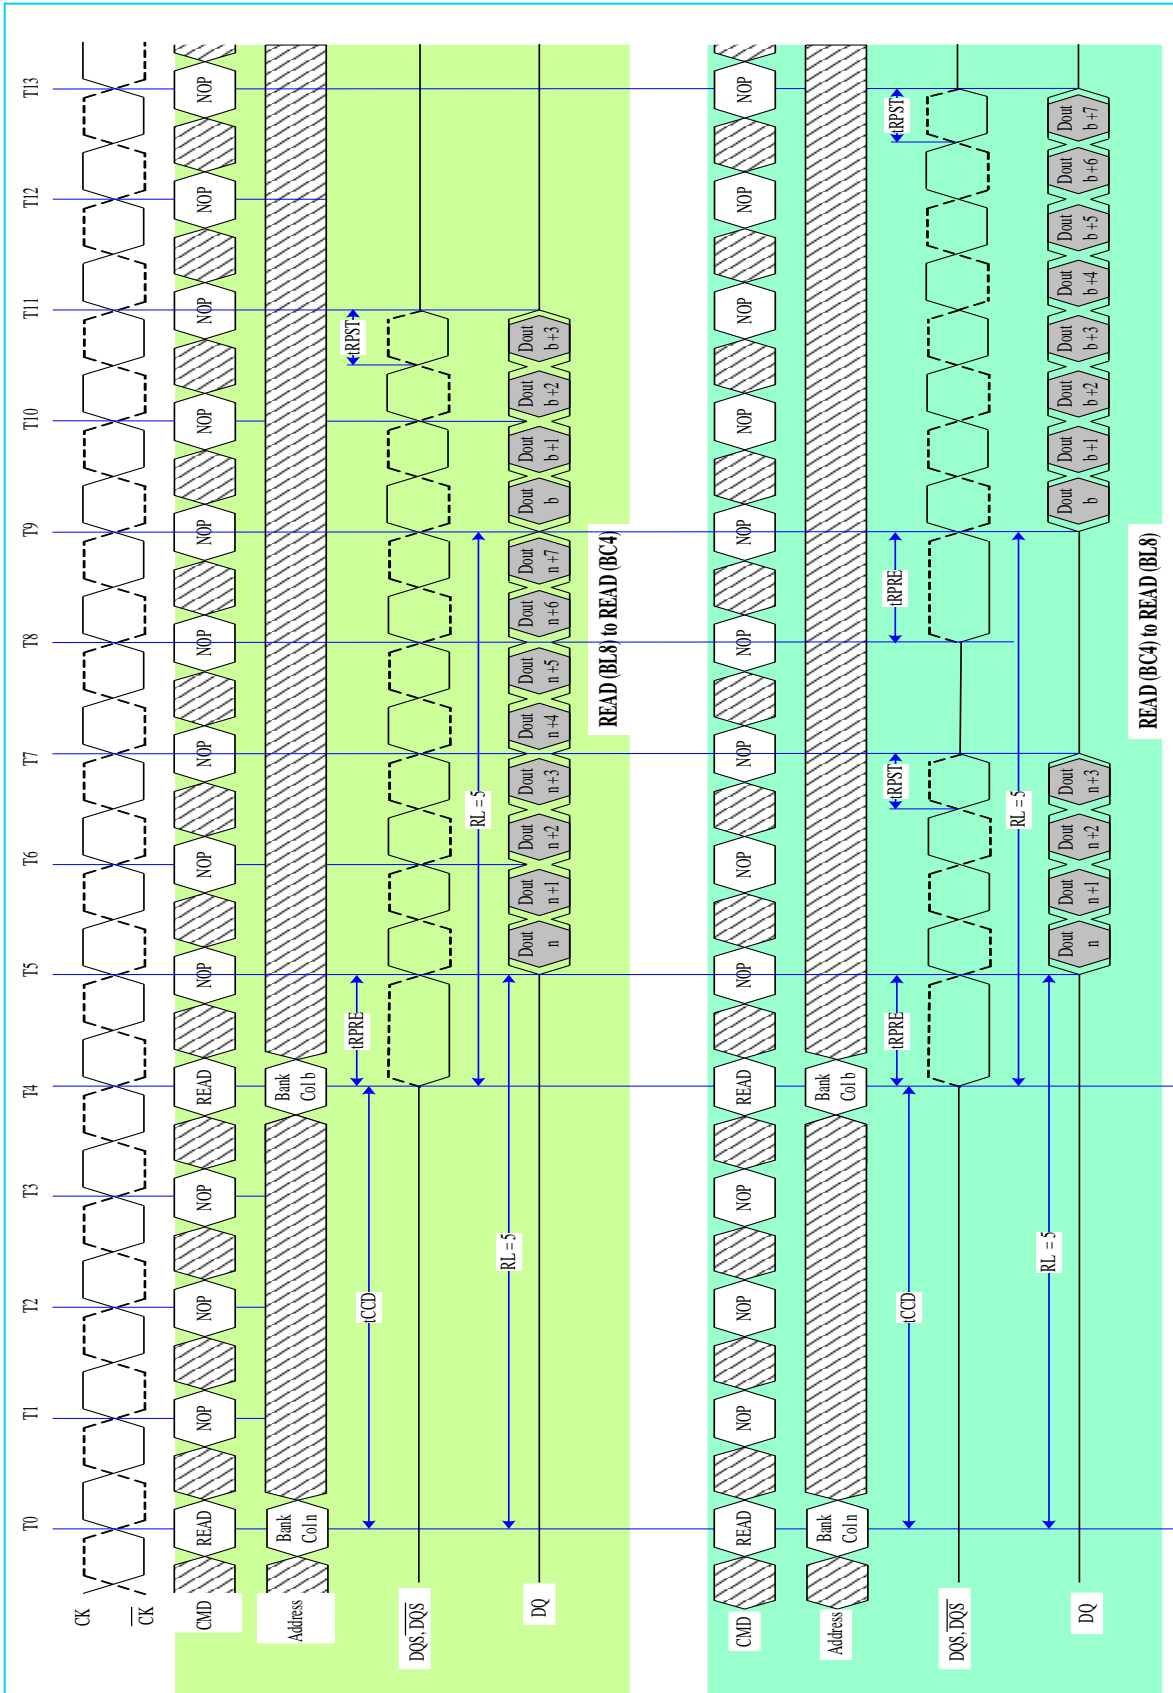 T0 T1 T2 T3 T4 T5 T6 T7 T8 T9 T10 T11 T12 T13
CK
CK
CMD READ NOP NOP NOP READ NOP NOP NOP NOP NOP NOP NOP NOP NOP
Address Bank Bank
Col n Col b
tCCD tRPRE tRPST
DQS, DQS
RL = 5
RL = 5
DQ Dout Dout Dout Dout Dout Dout Dout Dout Dout Dout Dout Dout
n n+1 n+2 n+3 n+4 n+5 n+6 n+7 b b+1 b+2 b+3
READ (BL8) to READ (BC4)
CMD READ NOP NOP NOP READ NOP NOP NOP NOP NOP NOP NOP NOP NOP
Address Bank Bank
Col n Col b
tCCD tRPRE tRPST tRPRE tRPST
DQS, DQS
RL = 5
RL = 5
DQ Dout Dout Dout Dout Dout Dout Dout Dout Dout Dout Dout Dout
n n+1 n+2 n+3 b b+1 b+2 b+3 b+4 b+5 b+6 b+7
READ (BC4) to READ (BL8)